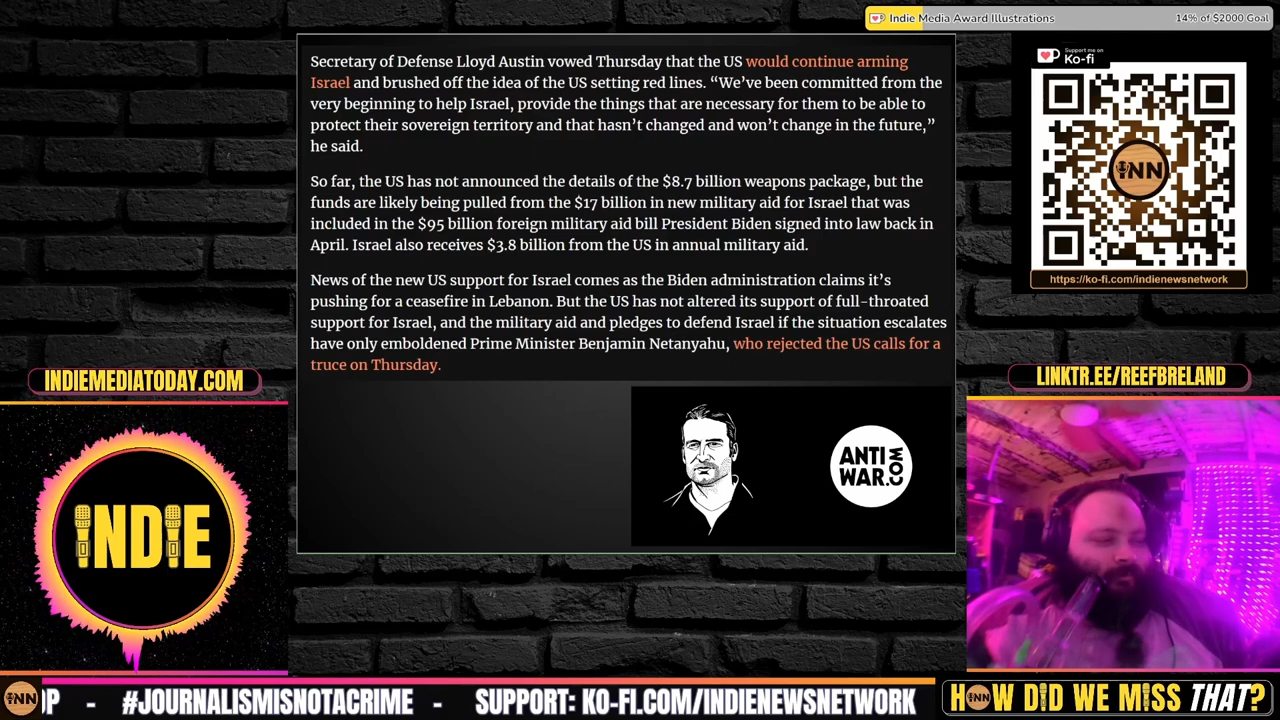 Indie Media Award Illustrations
14% of $2000 Goal
Secretary of Defense Lloyd Austin vowed Thursday that the US would continue arming
Israel and brushed off the idea of the US setting red lines. “We’ve been committed from the
very beginning to help Israel, provide the things that are necessary for them to be able to
protect their sovereign territory and that hasn’t changed and won’t change in the future,”
he said.
So far, the US has not announced the details of the $8.7 billion weapons package, but the
funds are likely being pulled from the $17 billion in new military aid for Israel that was
included in the $95 billion foreign military aid bill President Biden signed into law back in
April. Israel also receives $3.8 billion from the US in annual military aid.
News of the new US support for Israel comes as the Biden administration claims it’s
pushing for a ceasefire in Lebanon. But the US has not altered its support of full-throated
support for Israel, and the military aid and pledges to defend Israel if the situation escalates
have only emboldened Prime Minister Benjamin Netanyahu, who rejected the US calls for a
truce on Thursday.
ANTI
WAR.COM
Support me on
Ko-fi
INN
https://ko-fi.com/indienewsnetwork
INDIEMEDIATODAY.COM
LINKTR.EE/REEFBRELAND
INDIE
INN
OP - #JOURNALISMISNOTACRIME - SUPPORT: KO-FI.COM/INDIENEWSNETWORK
HOW DID WE MISS THAT?